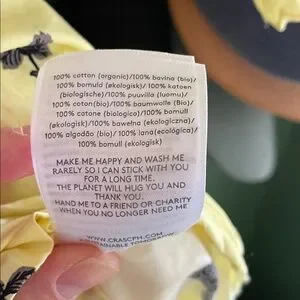 100% cotton (organic)/100% bavlna (bio)/
100% bomuld (økologisk)/100% katoen
(biologische)/100% puuvilla (luomu)/
100% coton(bio)/100% baumwolle (Bio)/
100% cotone (biologico)/100% bomull
(økologisk)/100% bawełna (ekologiczna)/
100% algodão (bio)/100% lana (ecológica)/
100% bomull (ekologisk)
MAKE ME HAPPY AND WASH ME
RARELY SO I CAN STICK WITH YOU
FOR A LONG TIME.
THE PLANET WILL HUG YOU AND
THANK YOU.
HAND ME TO A FRIEND OR CHARITY
WHEN YOU NO LONGER NEED ME
WWW.CRASCPH.COM
SUSTAINABLE TOMORROW